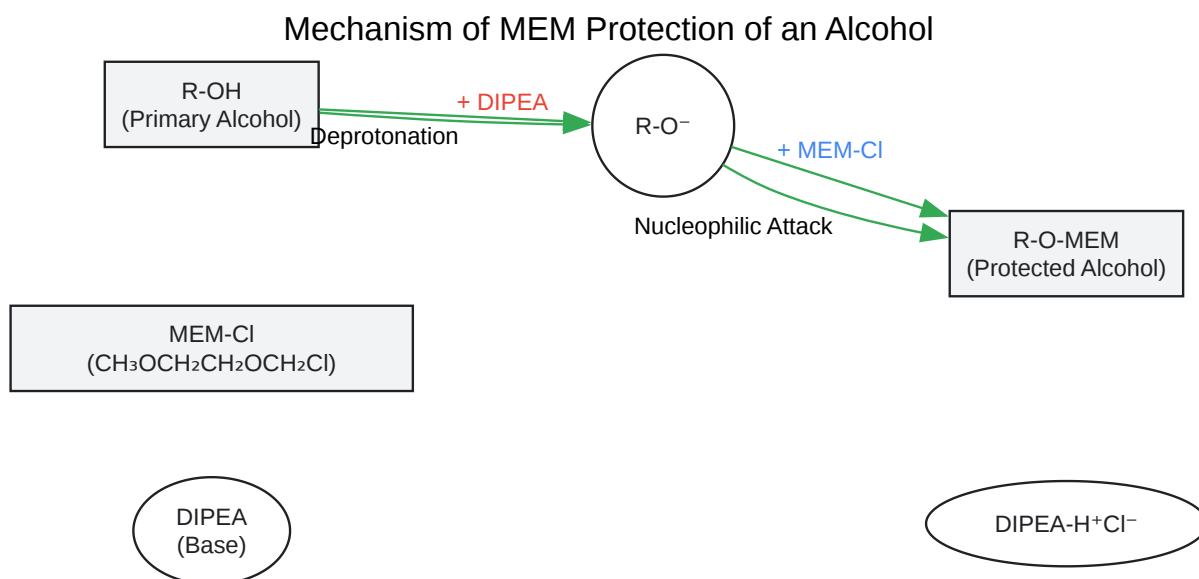 Mechanism of MEM Protection of an Alcohol
R-OH
(Primary Alcohol)
+ DIPEA
Deprotonation
R-O⁻
+ MEM-Cl
Nucleophilic Attack
R-O-MEM
(Protected Alcohol)
MEM-Cl
(CH₃OCH₂CH₂OCH₂Cl)
DIPEA
(Base)
DIPEA-H⁺Cl⁻